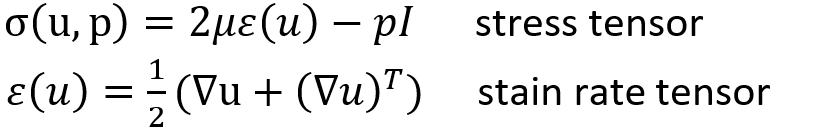 σ(u, p) = 2με(u) − pI stress tensor
ε(u) = 1/2 (∇u + (∇u)ᵀ) stain rate tensor